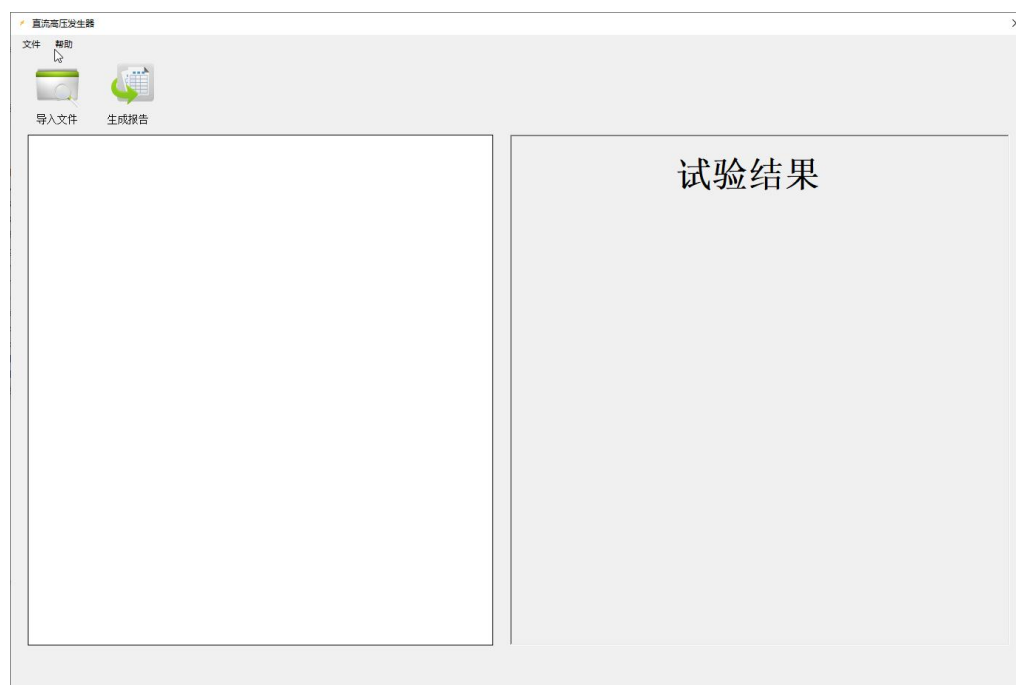 直流高压发生器
文件 帮助
导入文件 生成报告
试验结果